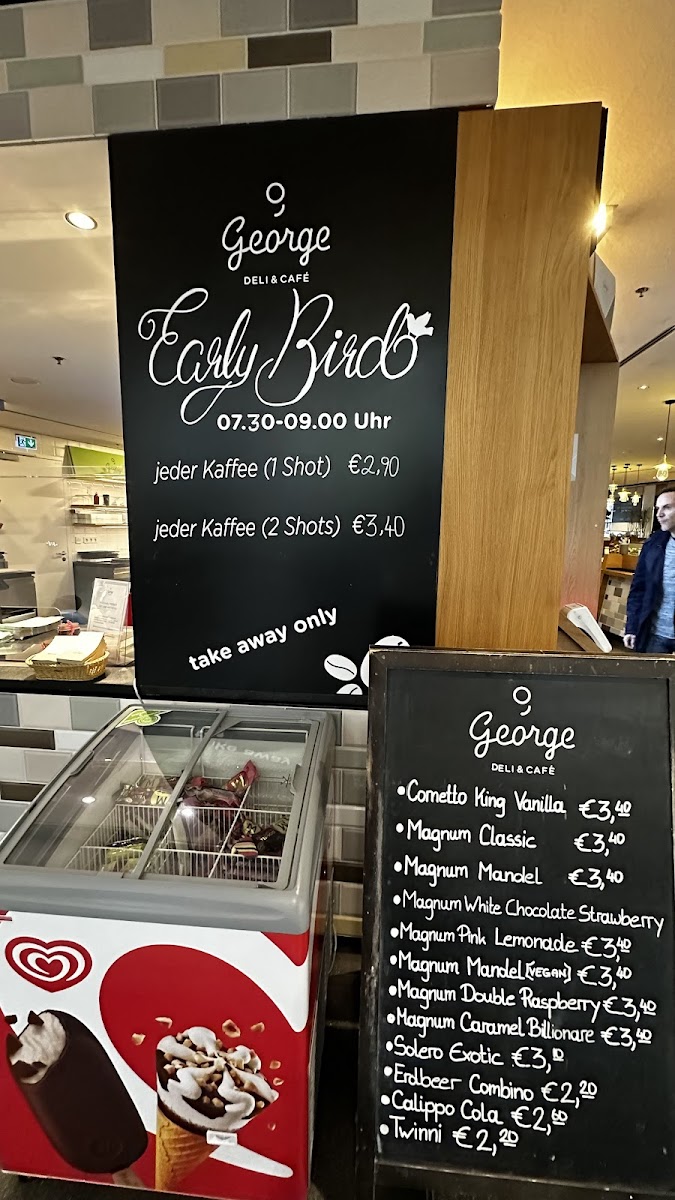 George
DELI & CAFÉ
Early Bird
07.30-09.00 Uhr
jeder Kaffee (1 Shot) €2,90
jeder Kaffee (2 Shots) €3,40
take away only
George
DELI & CAFÉ
•Cornetto King Vanilla €3,40
•Magnum Classic €3,40
•Magnum Mandel €3,40
•Magnum White Chocolate Strawberry
•Magnum Pink Lemonade €3,40
•Magnum Mandel [VEGAN] €3,40
•Magnum Double Raspberry €3,40
•Magnum Caramel Billionare €3,40
•Solero Exotic €3,10
•Erdbeer Combino €2,20
•Calippo Cola €2,60
•Twinni €2,20